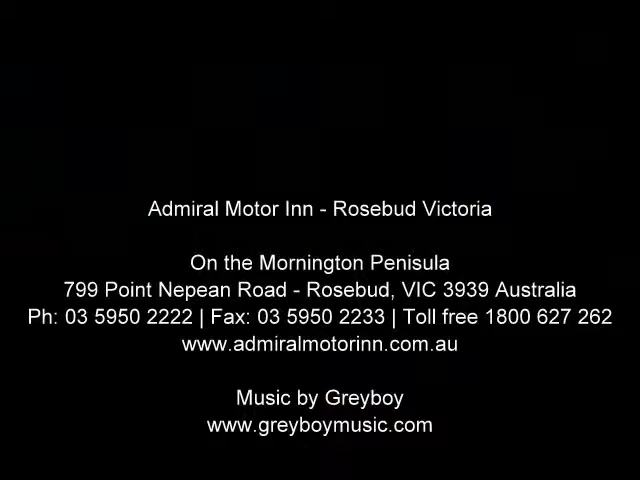 Admiral Motor Inn - Rosebud Victoria
On the Mornington Penisula
799 Point Nepean Road - Rosebud, VIC 3939 Australia
Ph: 03 5950 2222 | Fax: 03 5950 2233 | Toll free 1800 627 262
www.admiralmotorinn.com.au
Music by Greyboy
www.greyboymusic.com